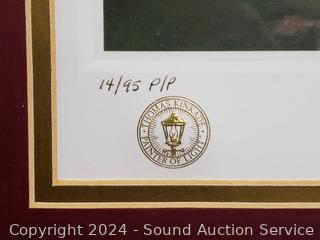 14/95 P/P
THOMAS KINKADE
PAINTER OF LIGHT
Copyright 2024 - Sound Auction Service